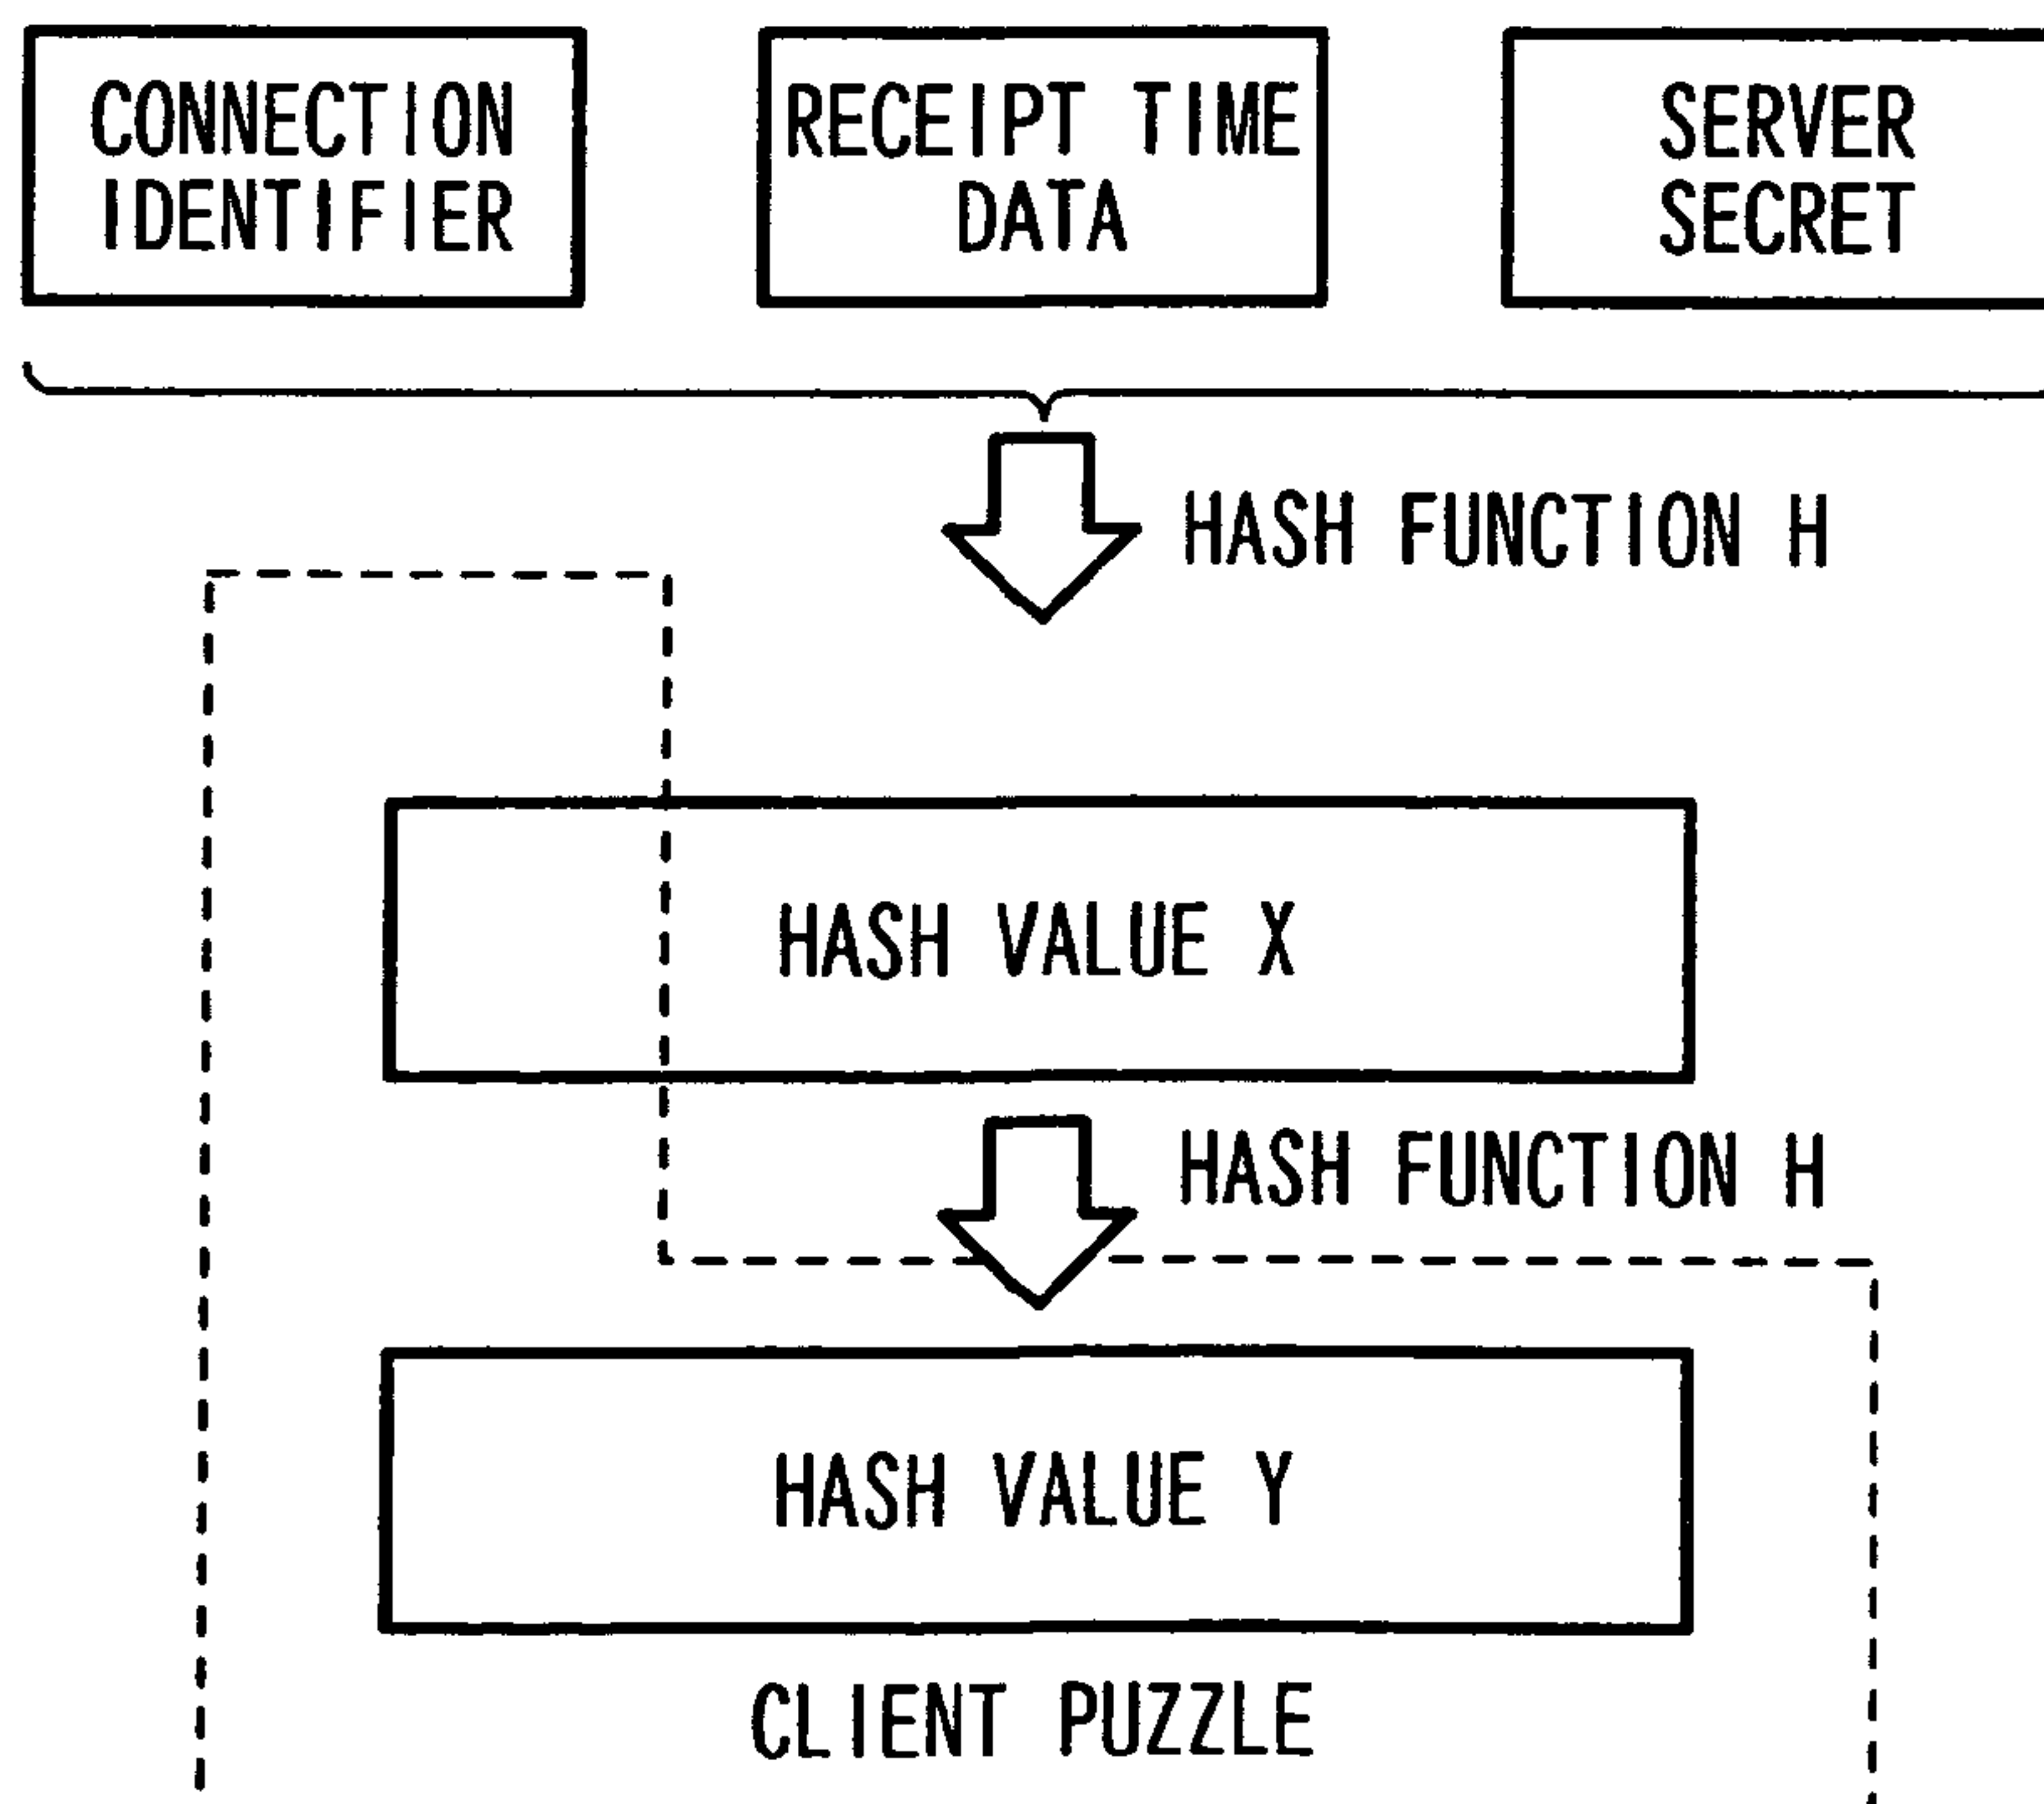 CONNECTION
IDENTIFIER
RECEIPT TIME
DATA
SERVER
SECRET
HASH FUNCTION H
HASH VALUE X
HASH FUNCTION H
HASH VALUE Y
CLIENT PUZZLE